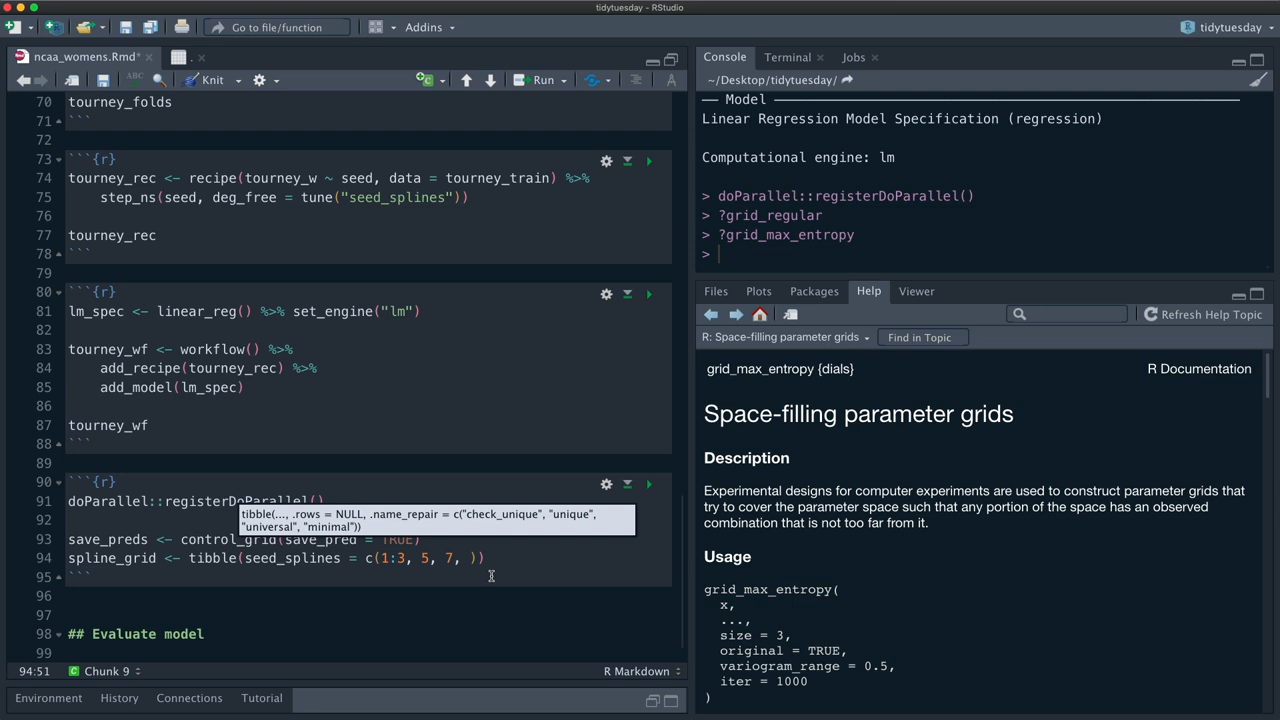 tidytuesday - RStudio
Go to file/function
Addins
tidytuesday
ncaa_womens.Rmd*
.
ABC
Knit
Run
70 tourney_folds
71 ```
72
73 ```{r}
74 tourney_rec <- recipe(tourney_w ~ seed, data = tourney_train) %>%
75 step_ns(seed, deg_free = tune("seed_splines"))
76
77 tourney_rec
78 ```
79
80 ```{r}
81 lm_spec <- linear_reg() %>% set_engine("lm")
82
83 tourney_wf <- workflow() %>%
84 add_recipe(tourney_rec) %>%
85 add_model(lm_spec)
86
87 tourney_wf
88 ```
89
90 ```{r}
91 doParallel::registerDoParallel()
tibble(..., .rows = NULL, .name_repair = c("check_unique", "unique",
"universal", "minimal"))
92
93 save_preds <- control_grid(save_pred = TRUE)
94 spline_grid <- tibble(seed_splines = c(1:3, 5, 7, ))
95 ```
96
97
98 ## Evaluate model
99
94:51
Chunk 9
R Markdown
Environment
History
Connections
Tutorial
Console
Terminal
Jobs
~/Desktop/tidytuesday/
── Model ──
Linear Regression Model Specification (regression)
Computational engine: lm
> doParallel::registerDoParallel()
> ?grid_regular
> ?grid_max_entropy
>
Files
Plots
Packages
Help
Viewer
Refresh Help Topic
R: Space-filling parameter grids
Find in Topic
grid_max_entropy {dials}
R Documentation
Space-filling parameter grids
Description
Experimental designs for computer experiments are used to construct parameter grids that
try to cover the parameter space such that any portion of the space has an observed
combination that is not too far from it.
Usage
grid_max_entropy(
x,
...,
size = 3,
original = TRUE,
variogram_range = 0.5,
iter = 1000
)